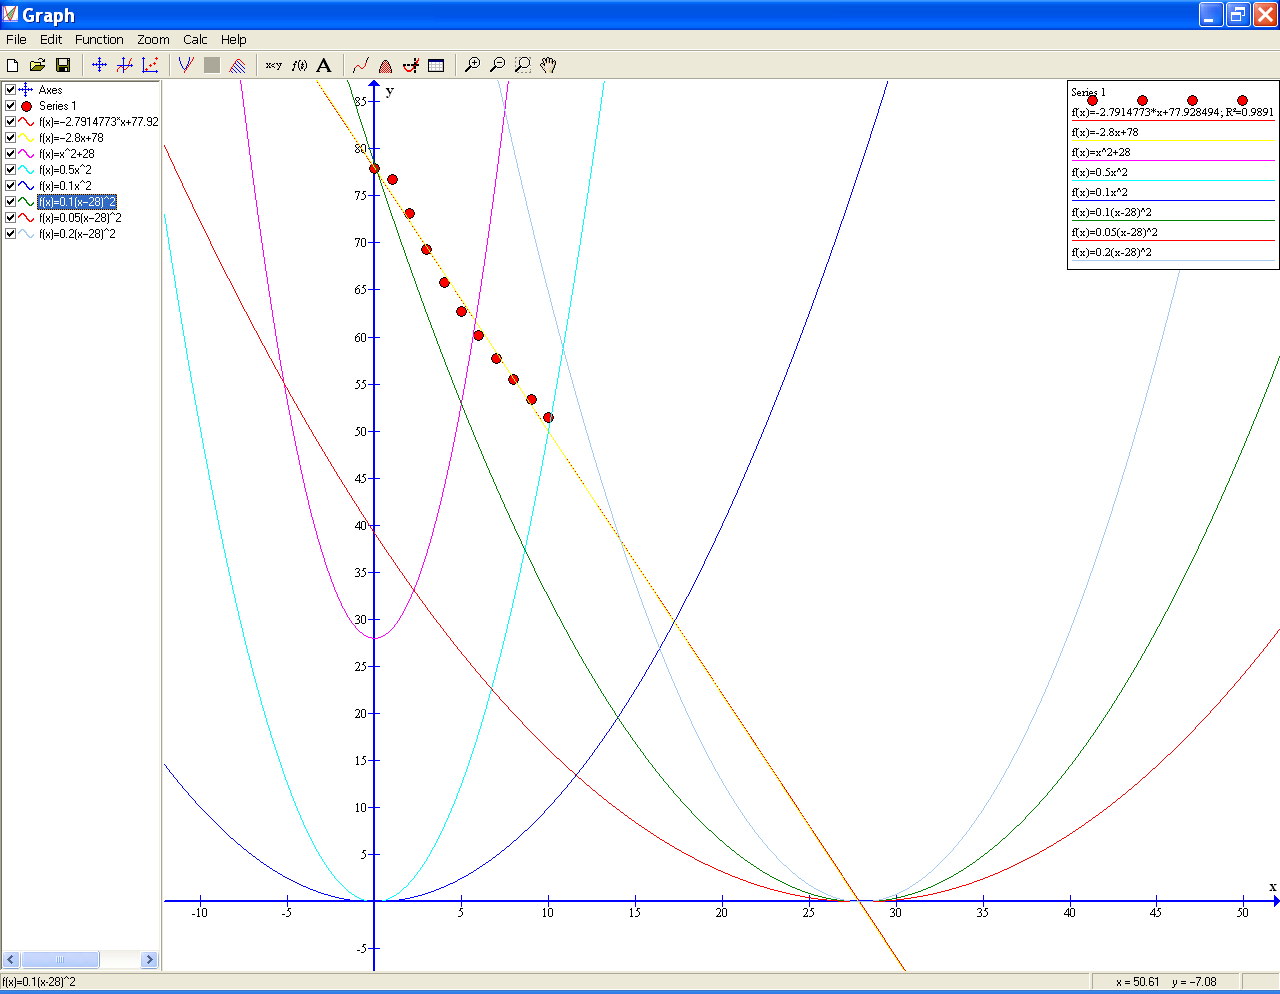 Graph
File Edit Function Zoom Calc Help
x<y f(x) A
Axes
Series 1
f(x)=-2.7914773*x+77.92
f(x)=-2.8x+78
f(x)=x^2+28
f(x)=0.5x^2
f(x)=0.1x^2
f(x)=0.1(x-28)^2
f(x)=0.05(x-28)^2
f(x)=0.2(x-28)^2
y
85
80
75
70
65
60
55
50
45
40
35
30
25
20
15
10
5
-5
x
-10 -5 5 10 15 20 25 30 35 40 45 50
Series 1
f(x)=-2.7914773*x+77.928494; R²=0.9891
f(x)=-2.8x+78
f(x)=x^2+28
f(x)=0.5x^2
f(x)=0.1x^2
f(x)=0.1(x-28)^2
f(x)=0.05(x-28)^2
f(x)=0.2(x-28)^2
f(x)=0.1(x-28)^2
x = 50.61 y = -7.08